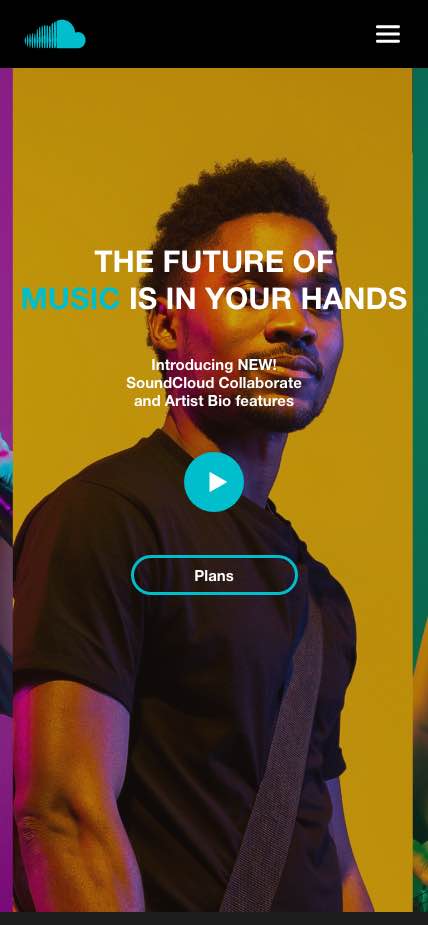 THE FUTURE OF
MUSIC IS IN YOUR HANDS
Introducing NEW!
SoundCloud Collaborate
and Artist Bio features
Plans